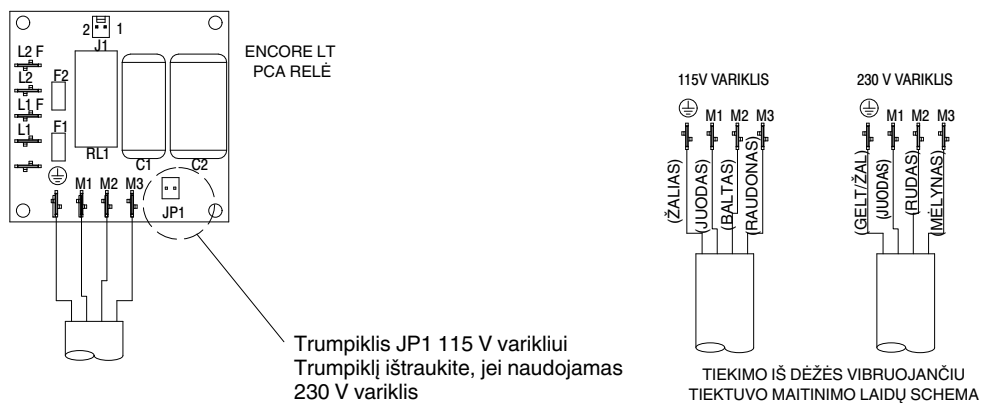 2 1
J1
L2 F
L2
F2
L1 F
L1
F1
RL1
C1
C2
M1 M2 M3
JP1
ENCORE LT
PCA RELĖ
Trumpiklis JP1 115 V varikliui
Trumpiklį ištraukite, jei naudojamas
230 V variklis
115V VARIKLIS
M1 M2 M3
(ŽALIAS)
(JUODAS)
(BALTAS)
(RAUDONAS)
230 V VARIKLIS
M1 M2 M3
(GELT/ŽAL)
(JUODAS)
(RUDAS)
(MĖLYNAS)
TIEKIMO IŠ DĖŽĖS VIBRUOJANČIU
TIEKTUVO MAITINIMO LAIDŲ SCHEMA